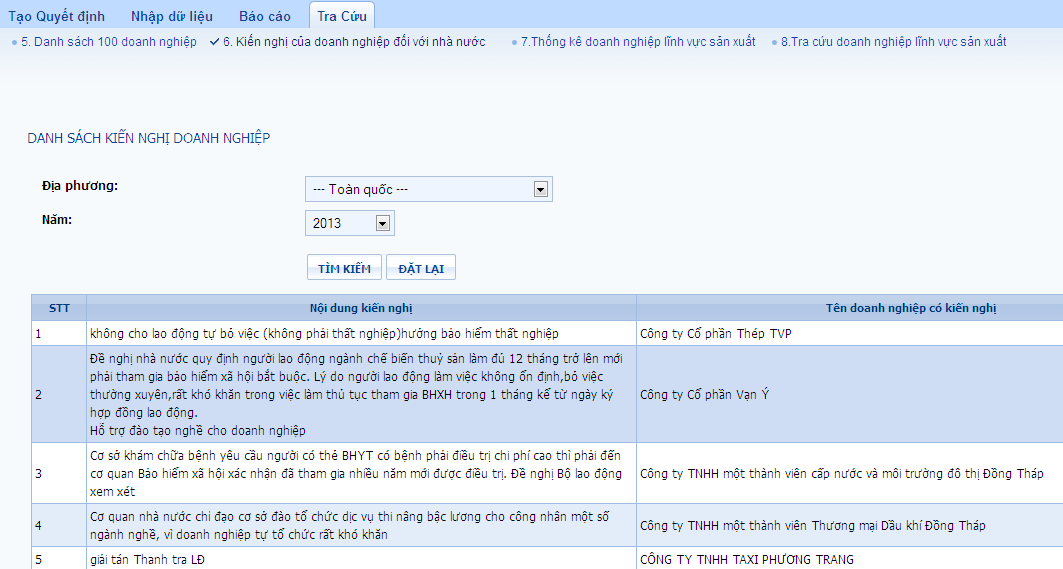 Tạo Quyết định Nhập dữ liệu Báo cáo Tra Cứu
5. Danh sách 100 doanh nghiệp 6. Kiến nghị của doanh nghiệp đối với nhà nước 7.Thống kê doanh nghiệp lĩnh vực sản xuất 8.Tra cứu doanh nghiệp lĩnh vực sản xuất
DANH SÁCH KIẾN NGHỊ DOANH NGHIỆP
Địa phương: --- Toàn quốc ---
Năm: 2013
TÌM KIẾM ĐẶT LẠI
STT Nội dung kiến nghị Tên doanh nghiệp có kiến nghị
1 không cho lao động tự bỏ việc (không phải thất nghiệp)hưởng bảo hiểm thất nghiệp Công ty Cổ phần Thép TVP
Đề nghị nhà nước quy định người lao động ngành chế biến thuỷ sản làm đủ 12 tháng trở lên mới
phải tham gia bảo hiểm xã hội bắt buộc. Lý do người lao động làm việc không ổn định,bỏ việc
2 thường xuyên,rất khó khăn trong việc làm thủ tục tham gia BHXH trong 1 tháng kể từ ngày ký Công ty Cổ phần Vạn Ý
hợp đồng lao động.
Hỗ trợ đào tạo nghề cho doanh nghiệp
Cơ sở khám chữa bệnh yêu cầu người có thẻ BHYT có bệnh phải điều trị chi phí cao thì phải đến
3 cơ quan Bảo hiểm xã hội xác nhận đã tham gia nhiều năm mới được điều trị. Đề nghị Bộ lao động Công ty TNHH một thành viên cấp nước và môi trường đô thị Đồng Tháp
xem xét
4 Cơ quan nhà nước chỉ đạo cơ sở đào tổ chức dịc vụ thi nâng bậc lương cho công nhân một số Công ty TNHH một thành viên Thương mại Dầu khí Đồng Tháp
ngành nghề, vì doanh nghiệp tự tổ chức rất khó khăn
5 giải tán Thanh tra LĐ CÔNG TY TNHH TAXI PHƯƠNG TRANG